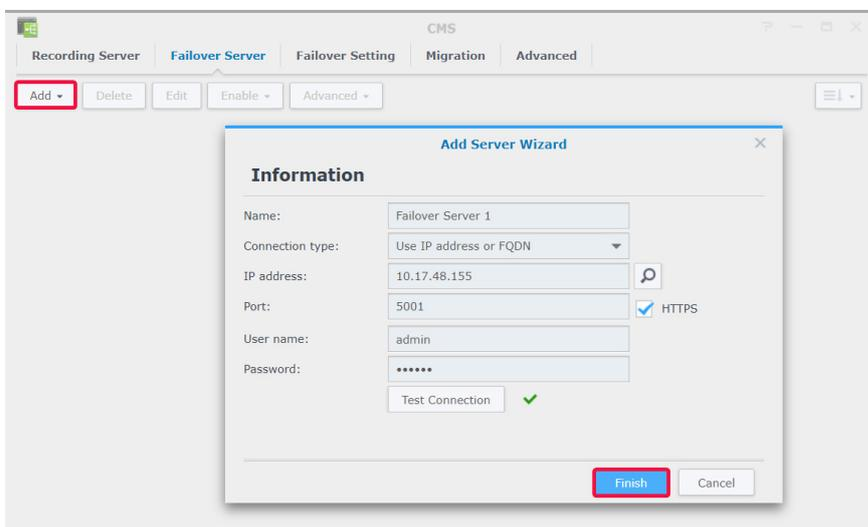 CMS
Recording Server Failover Server Failover Setting Migration Advanced
Add Delete Edit Enable Advanced
Add Server Wizard
Information
Name: Failover Server 1
Connection type: Use IP address or FQDN
IP address: 10.17.48.155
Port: 5001 HTTPS
User name: admin
Password: ••••••
Test Connection
Finish Cancel